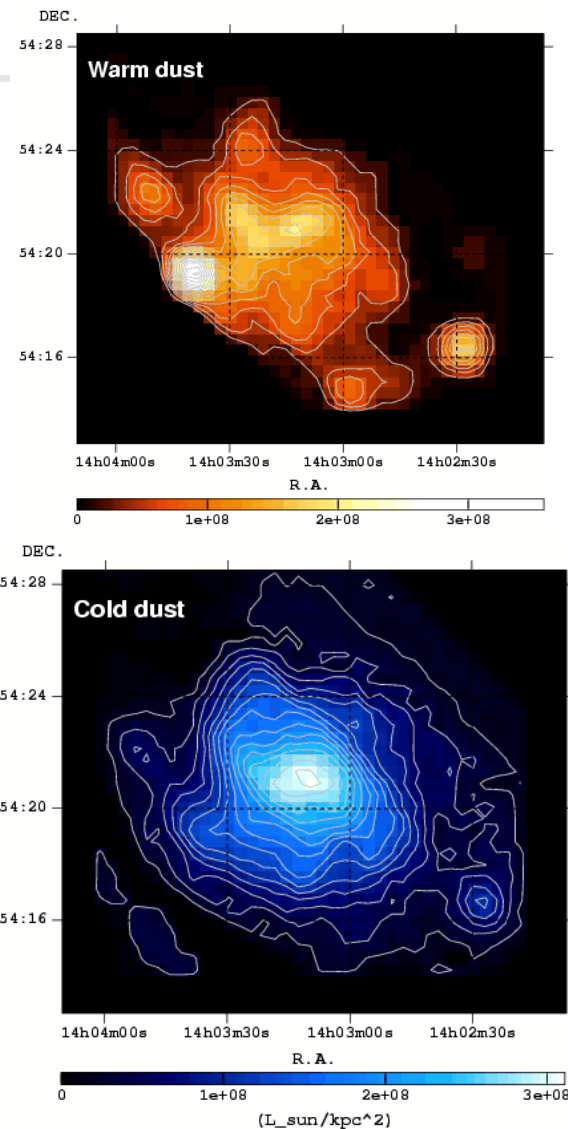 DEC.
54:28
Warm dust
54:24
54:20
54:16
14h04m00s 14h03m30s 14h03m00s 14h02m30s
R.A.
0 1e+08 2e+08 3e+08
DEC.
54:28
Cold dust
54:24
54:20
54:16
14h04m00s 14h03m30s 14h03m00s 14h02m30s
R.A.
0 1e+08 2e+08 3e+08
(L_sun/kpc^2)